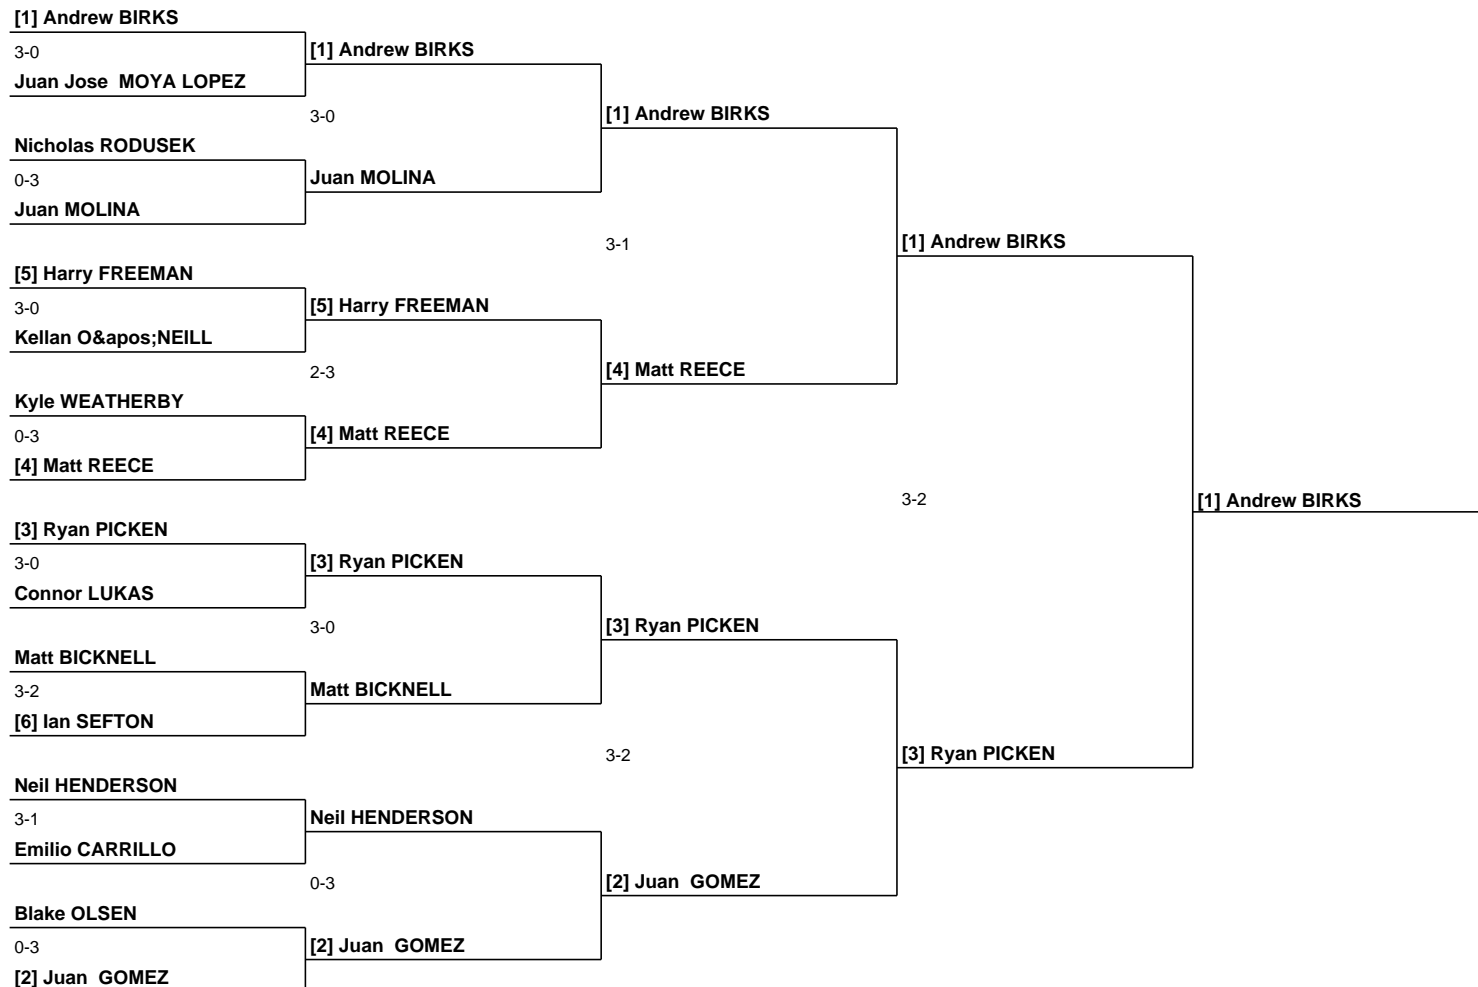 [1] Andrew BIRKS
3-0
[1] Andrew BIRKS
Juan Jose  MOYA LOPEZ
3-0
[1] Andrew BIRKS
Nicholas RODUSEK
0-3
Juan MOLINA
Juan MOLINA
3-1
[1] Andrew BIRKS
[5] Harry FREEMAN
3-0
[5] Harry FREEMAN
Kellan O&apos;NEILL
2-3
[4] Matt REECE
Kyle WEATHERBY
0-3
[4] Matt REECE
[4] Matt REECE
3-2
[1] Andrew BIRKS
[3] Ryan PICKEN
3-0
[3] Ryan PICKEN
Connor LUKAS
3-0
[3] Ryan PICKEN
Matt BICKNELL
3-2
Matt BICKNELL
[6] Ian SEFTON
3-2
[3] Ryan PICKEN
Neil HENDERSON
3-1
Neil HENDERSON
Emilio CARRILLO
0-3
[2] Juan  GOMEZ
Blake OLSEN
0-3
[2] Juan  GOMEZ
[2] Juan  GOMEZ